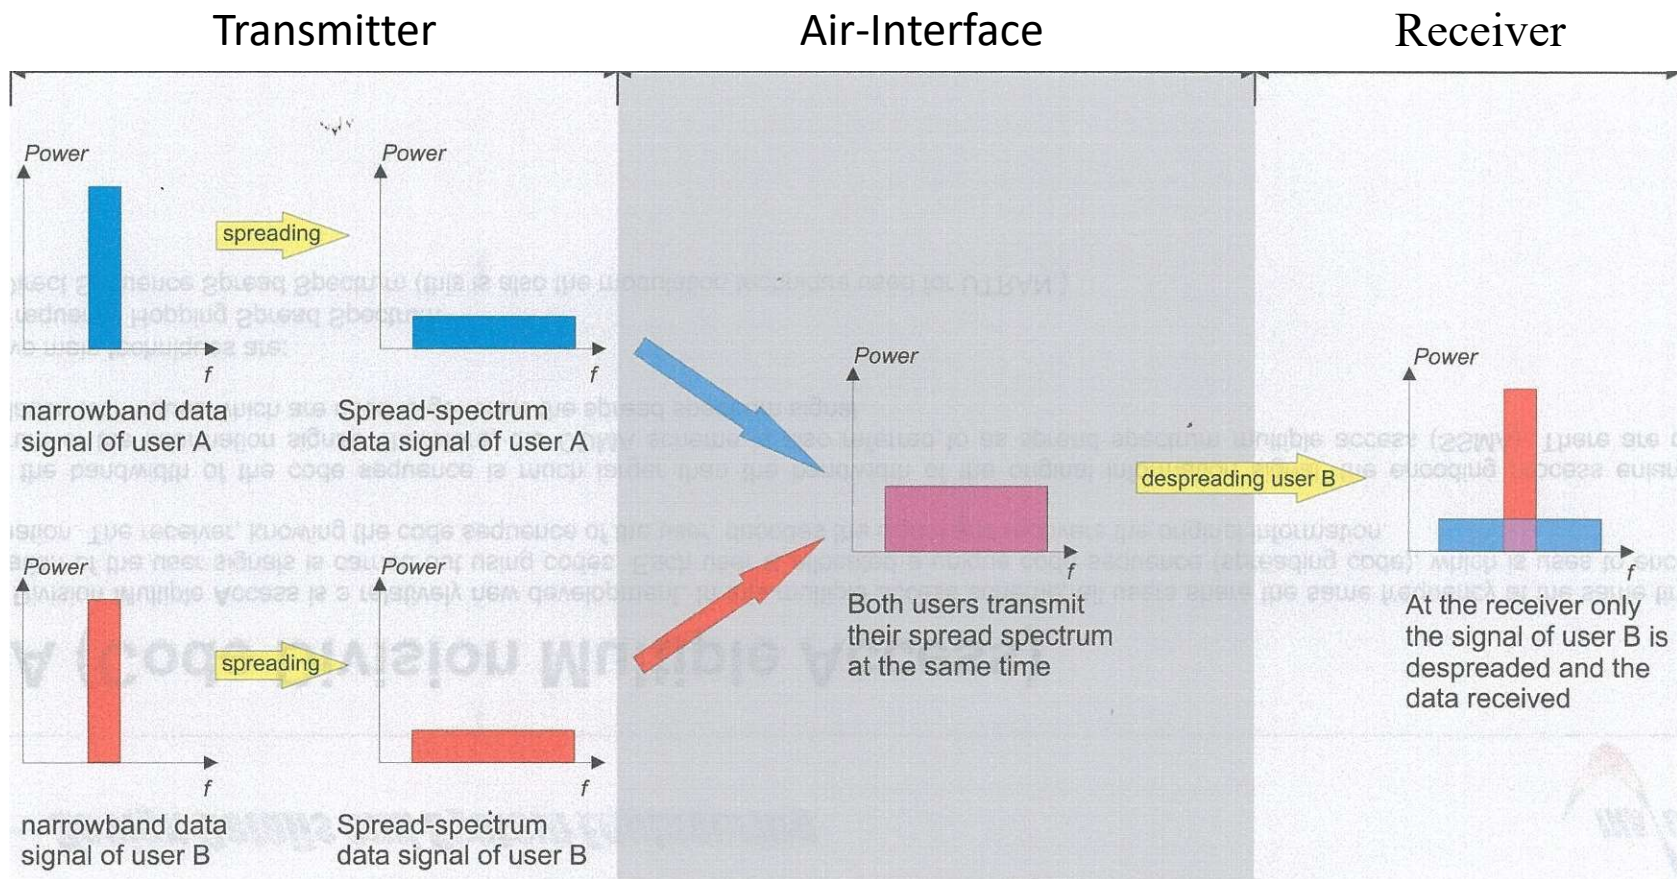 Transmitter
Air-Interface
Receiver
Power
f
narrowband data
signal of user A
spreading
Power
f
Spread-spectrum
data signal of user A
Power
f
narrowband data
signal of user B
spreading
Power
f
Spread-spectrum
data signal of user B
Power
f
Both users transmit
their spread spectrum
at the same time
despreading user B
Power
f
At the receiver only
the signal of user B is
despreaded and the
data received